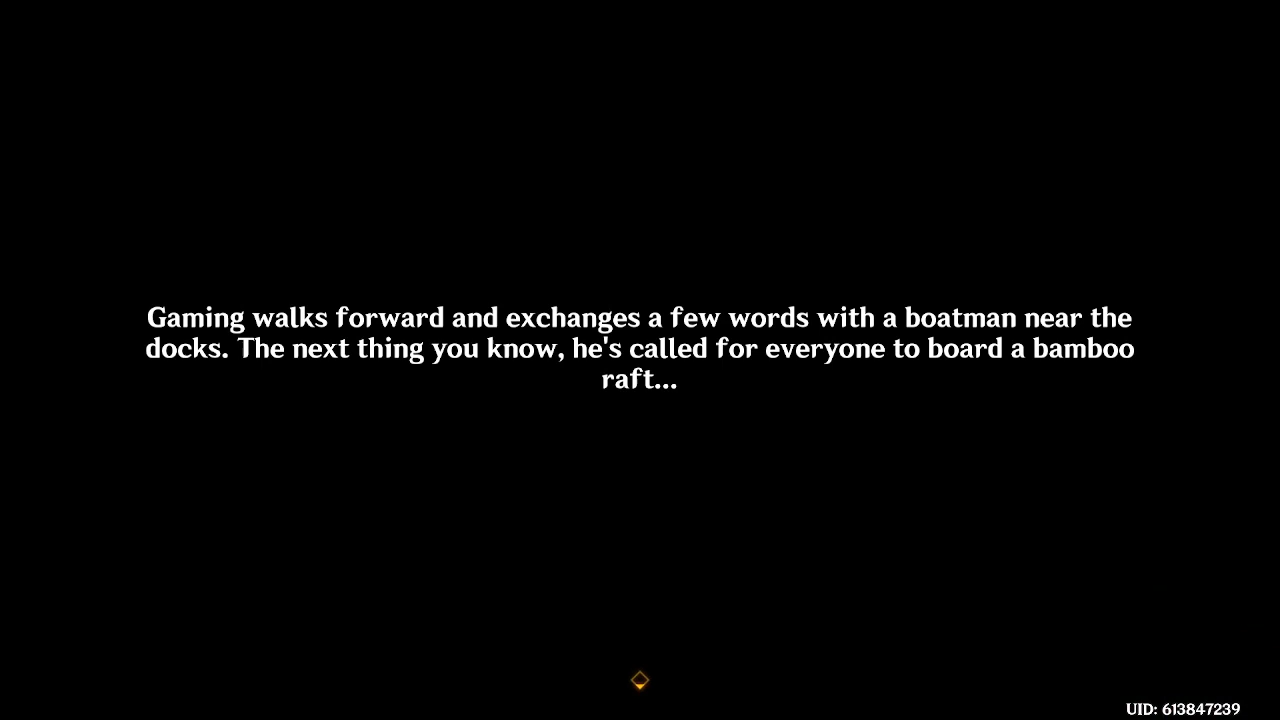 Gaming walks forward and exchanges a few words with a boatman near the
docks. The next thing you know, he's called for everyone to board a bamboo
raft...
UID: 613847239